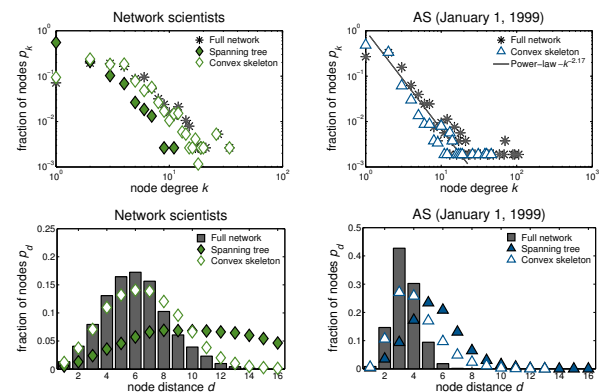 Network scientists
fraction of nodes p_k
10^0
10^−1
10^−2
10^−3
10^0
10^1
10^2
node degree k
Full network
Spanning tree
Convex skeleton
AS (January 1, 1999)
fraction of nodes p_k
10^0
10^−1
10^−2
10^−3
10^0
10^1
10^2
10^3
node degree k
Full network
Convex skeleton
Power−law ~k^−2.17
Network scientists
fraction of nodes p_d
0.25
0.2
0.15
0.1
0.05
0
2 4 6 8 10 12 14 16
node distance d
Full network
Spanning tree
Convex skeleton
AS (January 1, 1999)
fraction of nodes p_d
0.5
0.4
0.3
0.2
0.1
0
2 4 6 8 10 12 14 16
node distance d
Full network
Spanning tree
Convex skeleton